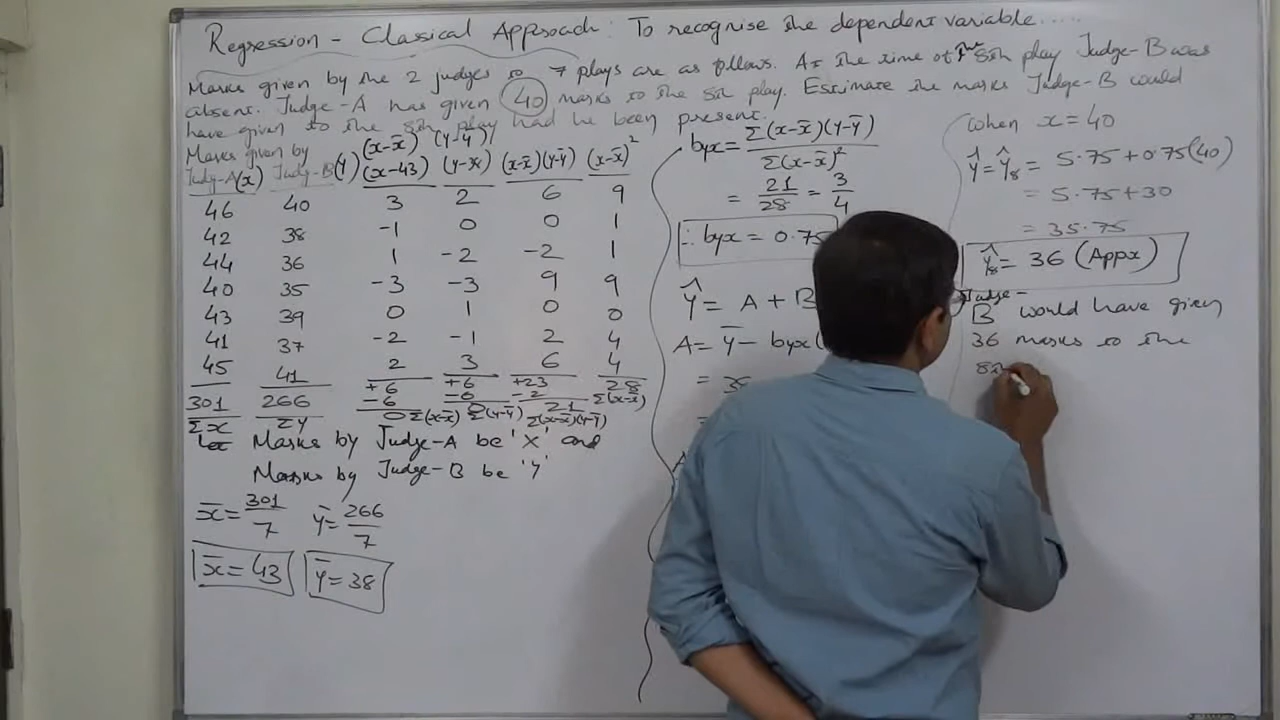 Regression - Classical Approach: To recognise the dependent variable.....
Marks given by the 2 judges to 7 plays are as follows. At the time of the 8th play Judge-B was
absent. Judge-A has given 40 marks to the 8th play. Estimate the marks Judge-B could
have given to the 8th play had he been present.
Marks given by (x-x̄) (y-ȳ)
Judg-A(x) Judg-B(y) (x-43) (y-38) (x-x̄)(y-ȳ) (x-x̄)²
46 40 3 2 6 9
42 38 -1 0 0 1
44 36 1 -2 -2 1
40 35 -3 -3 9 9
43 39 0 1 0 0
41 37 -2 -1 2 4
45 41 2 3 6 4
+6 +6 +23 28
301 266 -6 -6 -2 Σ(x-x̄)
Σx Σy 0 Σ(x-x̄) 0 Σ(y-ȳ) 21 Σ(x-x̄)(y-ȳ)
Let Marks by Judge-A be 'X' and
Marks by Judge-B be 'Y'
x̄ = 301/7 ȳ = 266/7
x̄ = 43 ȳ = 38
byx = Σ(x-x̄)(y-ȳ) / Σ(x-x̄)²
= 21/28 = 3/4
∴ byx = 0.75
Ŷ = A + B
A = ȳ - byx(
=
When x = 40
Ŷ = Ŷ₈ = 5.75 + 0.75(40)
= 5.75 + 30
= 35.75
Ŷ₈ = 36 (Appx)
Judge-
B would have given
36 marks to the
8th